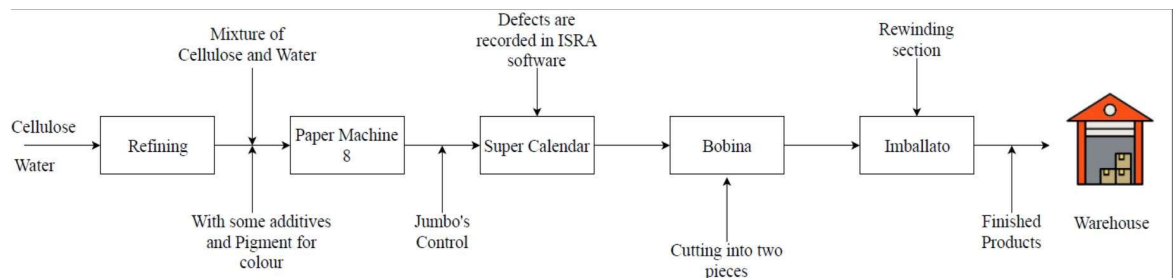 Mixture of
Cellulose and Water
Defects are
recorded in ISRA
software
Rewinding
section
Cellulose
Water
Refining
Paper Machine
8
Super Calendar
Bobina
Imballato
With some additives
and Pigment for
colour
Jumbo's
Control
Cutting into two
pieces
Finished
Products
Warehouse